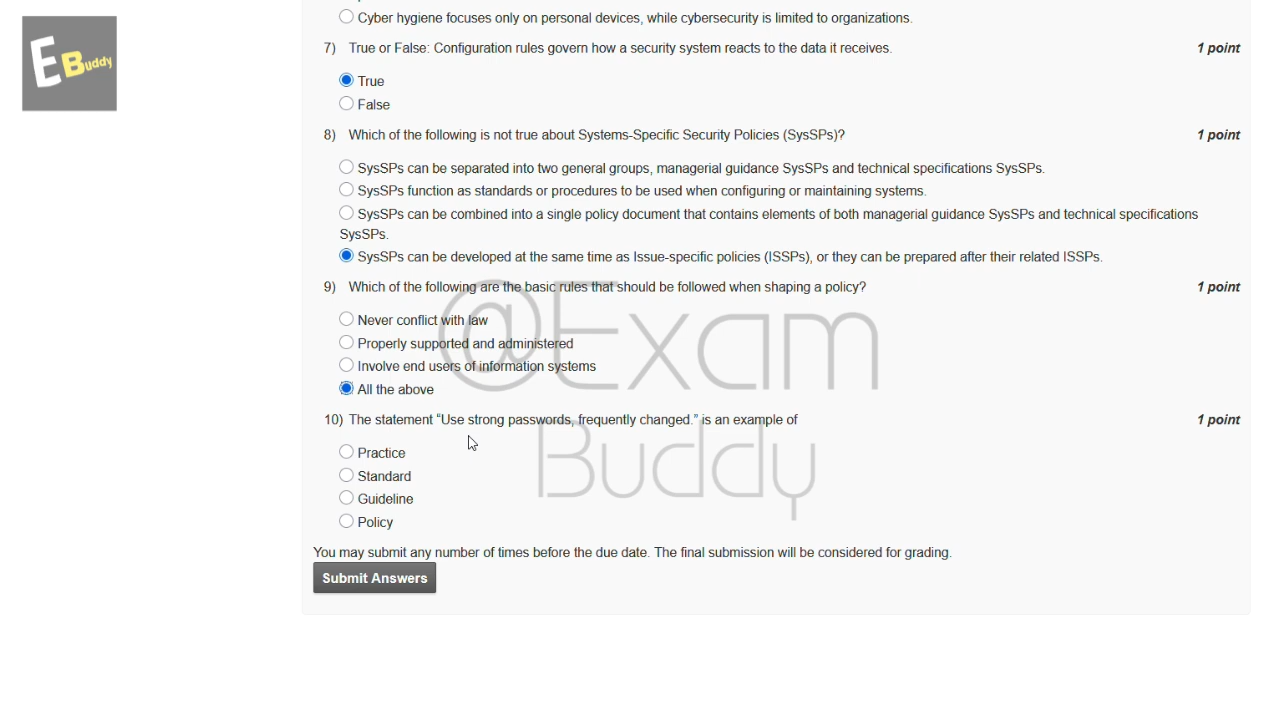 E Buddy
Cyber hygiene focuses only on personal devices, while cybersecurity is limited to organizations.
7) True or False: Configuration rules govern how a security system reacts to the data it receives. 1 point
True
False
8) Which of the following is not true about Systems-Specific Security Policies (SysSPs)? 1 point
SysSPs can be separated into two general groups, managerial guidance SysSPs and technical specifications SysSPs.
SysSPs function as standards or procedures to be used when configuring or maintaining systems.
SysSPs can be combined into a single policy document that contains elements of both managerial guidance SysSPs and technical specifications
SysSPs.
SysSPs can be developed at the same time as Issue-specific policies (ISSPs), or they can be prepared after their related ISSPs.
9) Which of the following are the basic rules that should be followed when shaping a policy? 1 point
Never conflict with law
Properly supported and administered
Involve end users of information systems
All the above
@Exam
Buddy
10) The statement “Use strong passwords, frequently changed.” is an example of 1 point
Practice
Standard
Guideline
Policy
You may submit any number of times before the due date. The final submission will be considered for grading.
Submit Answers